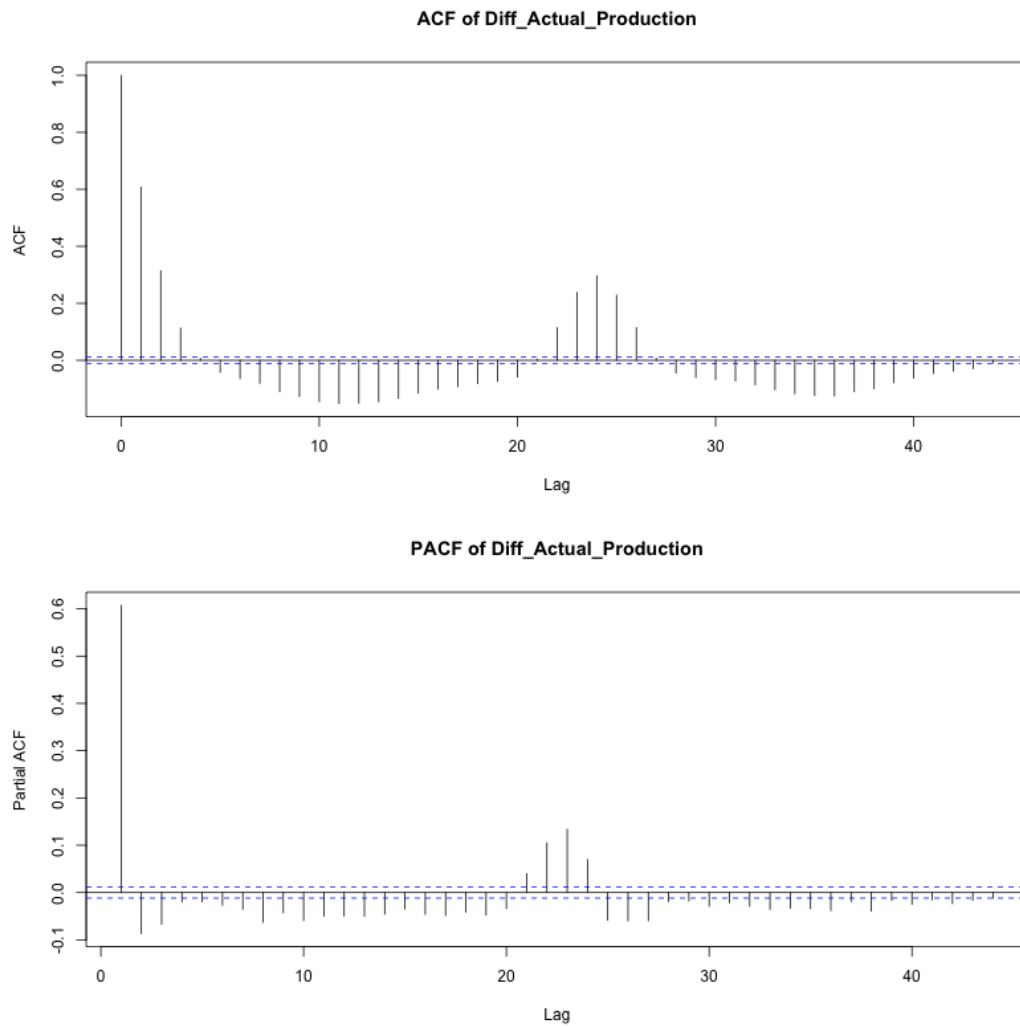 ACF of Diff_Actual_Production
1.0
0.8
0.6
0.4
0.2
0.0
ACF
0 10 20 30 40
Lag
PACF of Diff_Actual_Production
0.6
0.5
0.4
0.3
0.2
0.1
0.0
-0.1
Partial ACF
0 10 20 30 40
Lag